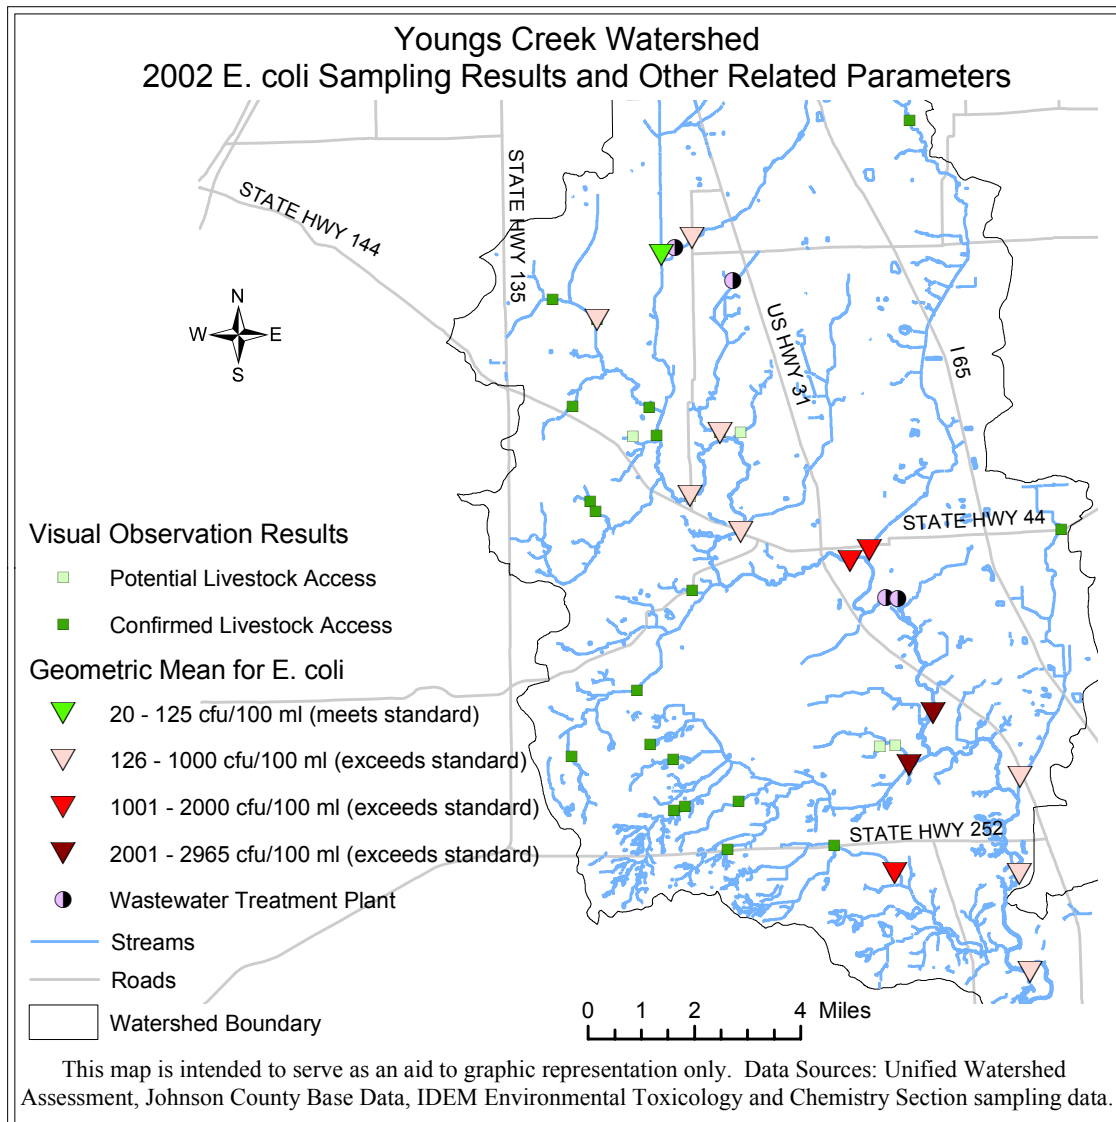 Youngs Creek Watershed
2002 E. coli Sampling Results and Other Related Parameters
STATE HWY 144
STATE HWY 135
N
W E
S
US HWY 31
I 65
STATE HWY 44
STATE HWY 252
Visual Observation Results
Potential Livestock Access
Confirmed Livestock Access
Geometric Mean for E. coli
20 - 125 cfu/100 ml (meets standard)
126 - 1000 cfu/100 ml (exceeds standard)
1001 - 2000 cfu/100 ml (exceeds standard)
2001 - 2965 cfu/100 ml (exceeds standard)
Wastewater Treatment Plant
Streams
Roads
Watershed Boundary
0 1 2 4 Miles
This map is intended to serve as an aid to graphic representation only. Data Sources: Unified Watershed
Assessment, Johnson County Base Data, IDEM Environmental Toxicology and Chemistry Section sampling data.